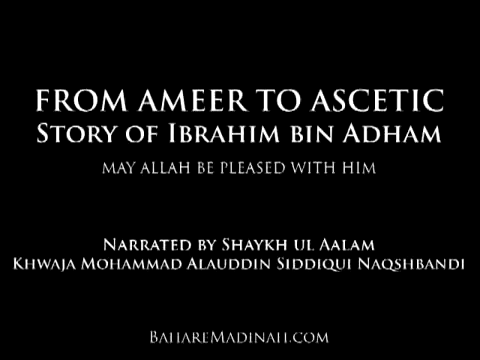 FROM AMEER TO ASCETIC
STORY OF IBRAHIM BIN ADHAM
MAY ALLAH BE PLEASED WITH HIM
NARRATED BY SHAYKH UL AALAM
KHWAJA MOHAMMAD ALAUDDIN SIDDIQUI NAQSHBANDI
BAHAREMADINAH.COM